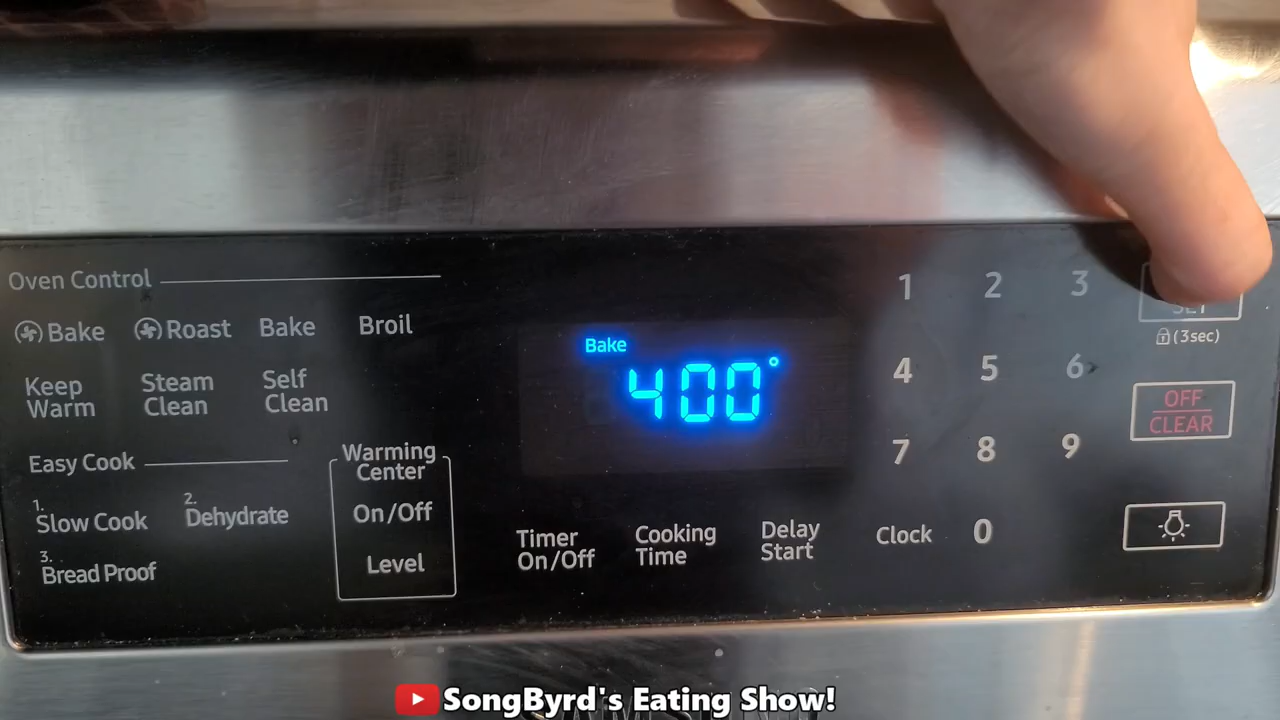 Oven Control
Bake
Roast
Bake
Broil
Keep
Warm
Steam
Clean
Self
Clean
Easy Cook
1.
Slow Cook
2.
Dehydrate
3.
Bread Proof
Warming
Center
On/Off
Level
Bake
400°
Timer
On/Off
Cooking
Time
Delay
Start
1 2 3
4 5 6
7 8 9
Clock 0
(3sec)
OFF
CLEAR
SongByrd's Eating Show!